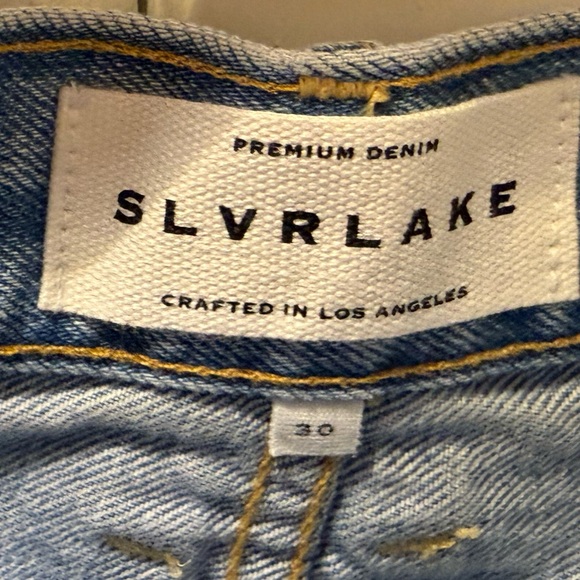 PREMIUM DENIM
SLVRLAKE
CRAFTED IN LOS ANGELES
30